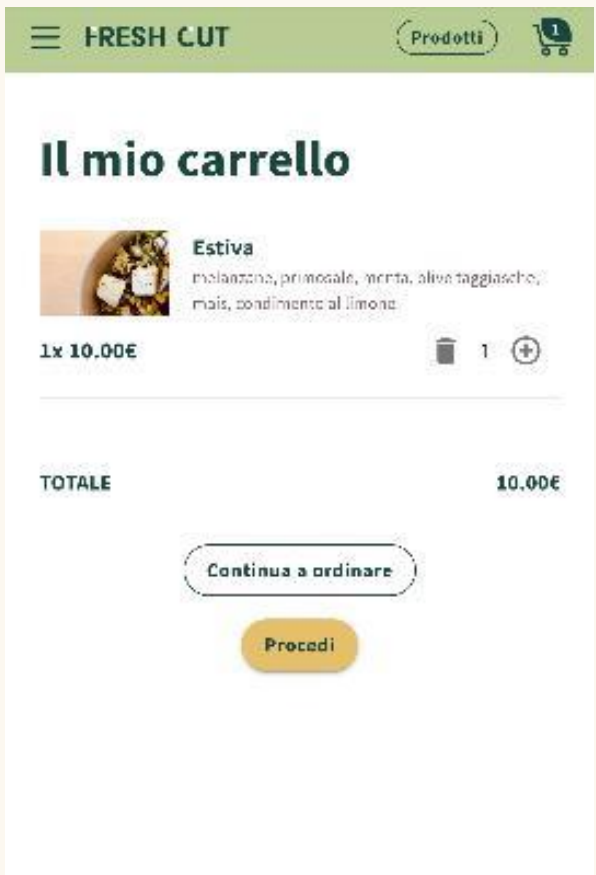 FRESH CUT
Prodotti
1
Il mio carrello
Estiva
melanzane, primosale, menta, olive taggiasche,
mais, condimento al limone
1x 10.00€
1
TOTALE
10.00€
Continua a ordinare
Procedi